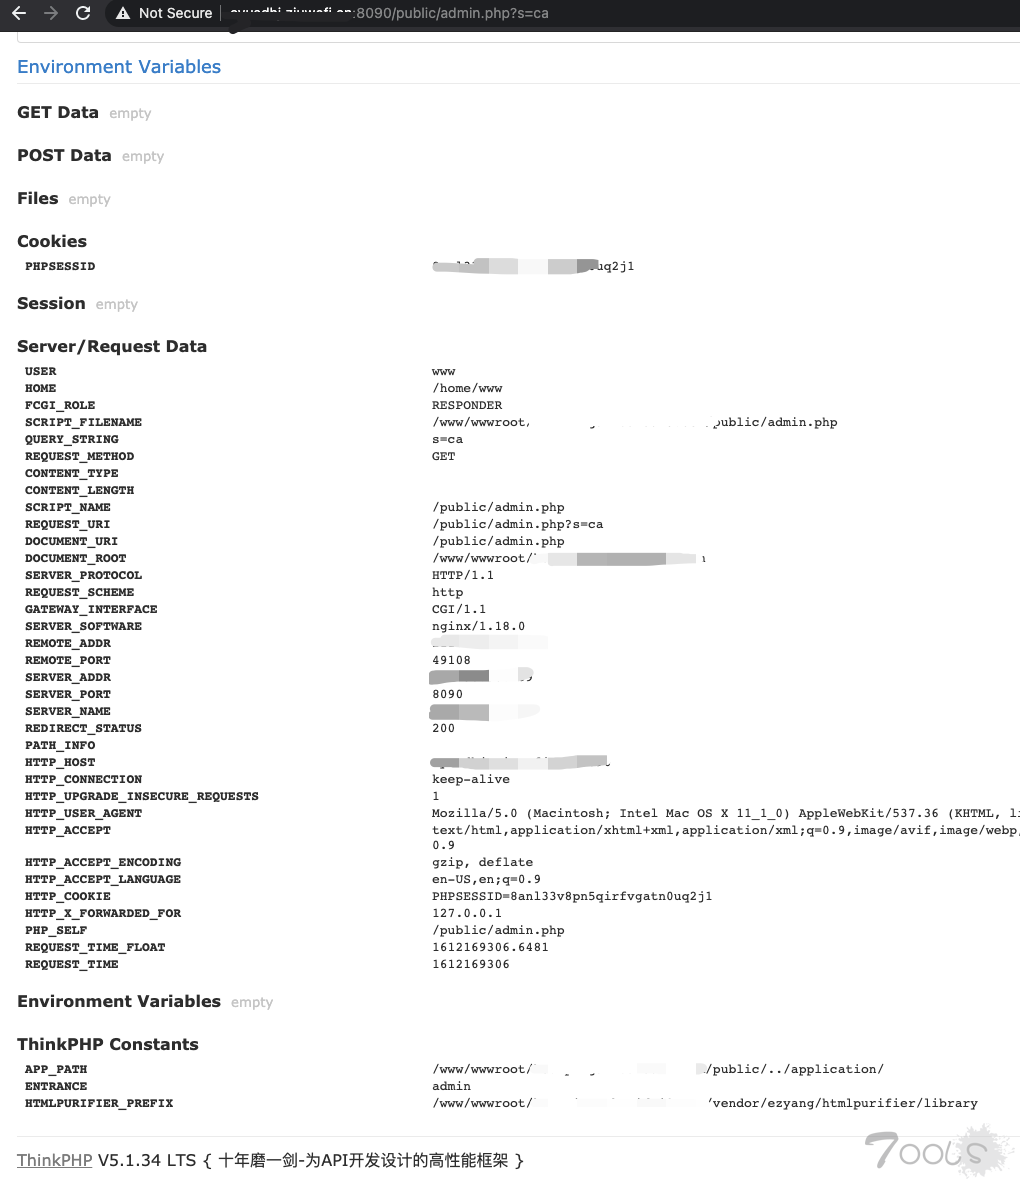 Not Secure :8090/public/admin.php?s=ca
Environment Variables
GET Data empty
POST Data empty
Files empty
Cookies
PHPSESSID uq2j1
Session empty
Server/Request Data
USER www
HOME /home/www
FCGI_ROLE RESPONDER
SCRIPT_FILENAME /www/wwwroot/ public/admin.php
QUERY_STRING s=ca
REQUEST_METHOD GET
CONTENT_TYPE
CONTENT_LENGTH
SCRIPT_NAME /public/admin.php
REQUEST_URI /public/admin.php?s=ca
DOCUMENT_URI /public/admin.php
DOCUMENT_ROOT /www/wwwroot/
SERVER_PROTOCOL HTTP/1.1
REQUEST_SCHEME http
GATEWAY_INTERFACE CGI/1.1
SERVER_SOFTWARE nginx/1.18.0
REMOTE_ADDR
REMOTE_PORT 49108
SERVER_ADDR
SERVER_PORT 8090
SERVER_NAME
REDIRECT_STATUS 200
PATH_INFO
HTTP_HOST
HTTP_CONNECTION keep-alive
HTTP_UPGRADE_INSECURE_REQUESTS 1
HTTP_USER_AGENT Mozilla/5.0 (Macintosh; Intel Mac OS X 11_1_0) AppleWebKit/537.36 (KHTML, li
HTTP_ACCEPT text/html,application/xhtml+xml,application/xml;q=0.9,image/avif,image/webp,
0.9
HTTP_ACCEPT_ENCODING gzip, deflate
HTTP_ACCEPT_LANGUAGE en-US,en;q=0.9
HTTP_COOKIE PHPSESSID=8anl33v8pn5qirfvgatn0uq2j1
HTTP_X_FORWARDED_FOR 127.0.0.1
PHP_SELF /public/admin.php
REQUEST_TIME_FLOAT 1612169306.6481
REQUEST_TIME 1612169306
Environment Variables empty
ThinkPHP Constants
APP_PATH /www/wwwroot/ /public/../application/
ENTRANCE admin
HTMLPURIFIER_PREFIX /www/wwwroot/ /vendor/ezyang/htmlpurifier/library
ThinkPHP V5.1.34 LTS { 十年磨一剑-为API开发设计的高性能框架 }
7ools